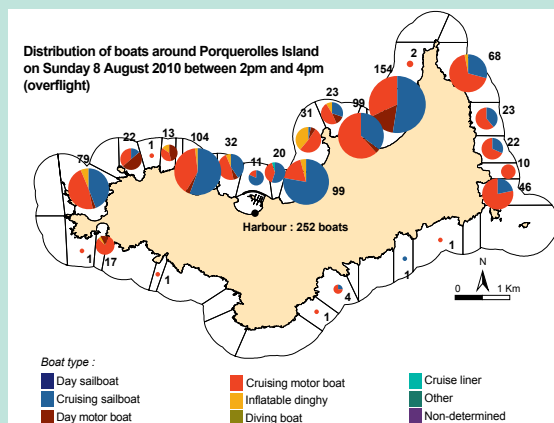 Distribution of boats around Porquerolles Island
on Sunday 8 August 2010 between 2pm and 4pm
(overflight)
2
68
154
99
23
31
23
22
1
13
104
32
20
11
22
79
10
99
46
Harbour : 252 boats
1
17
1
1
1
4
1
N
0 1 Km
Boat type :
Day sailboat
Cruising sailboat
Day motor boat
Cruising motor boat
Inflatable dinghy
Diving boat
Cruise liner
Other
Non-determined